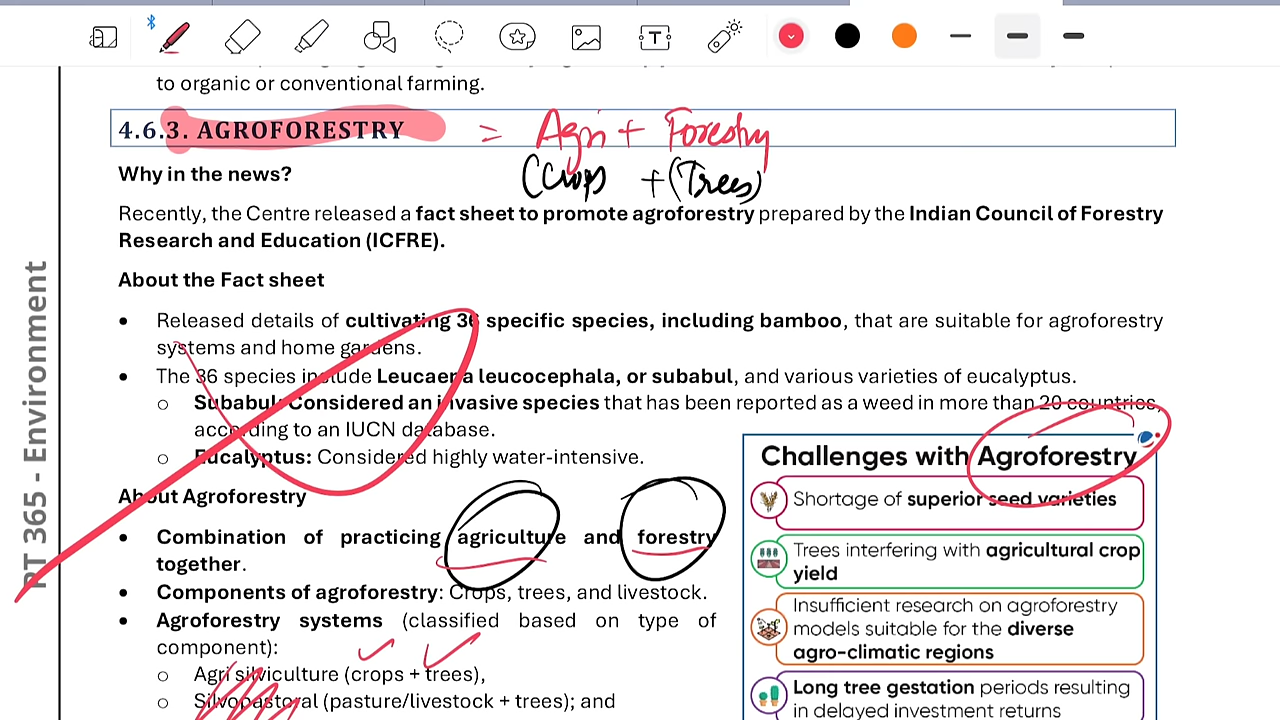 to organic or conventional farming.
4.6.3. AGROFORESTRY = Agri + Forestry
(Crops + (Trees)
Why in the news?
Recently, the Centre released a fact sheet to promote agroforestry prepared by the Indian Council of Forestry
Research and Education (ICFRE).
About the Fact sheet
• Released details of cultivating 36 specific species, including bamboo, that are suitable for agroforestry
systems and home gardens.
• The 36 species include Leucaena leucocephala, or subabul, and various varieties of eucalyptus.
o Subabul: Considered an invasive species that has been reported as a weed in more than 20 countries,
according to an IUCN database.
o Eucalyptus: Considered highly water-intensive.
About Agroforestry
• Combination of practicing agriculture and forestry
together.
• Components of agroforestry: Crops, trees, and livestock.
• Agroforestry systems (classified based on type of
component):
o Agri silviculture (crops + trees),
o Silvopastoral (pasture/livestock + trees); and
Challenges with Agroforestry
Shortage of superior seed varieties
Trees interfering with agricultural crop
yield
Insufficient research on agroforestry
models suitable for the diverse
agro-climatic regions
Long tree gestation periods resulting
in delayed investment returns
PT 365 - Environment